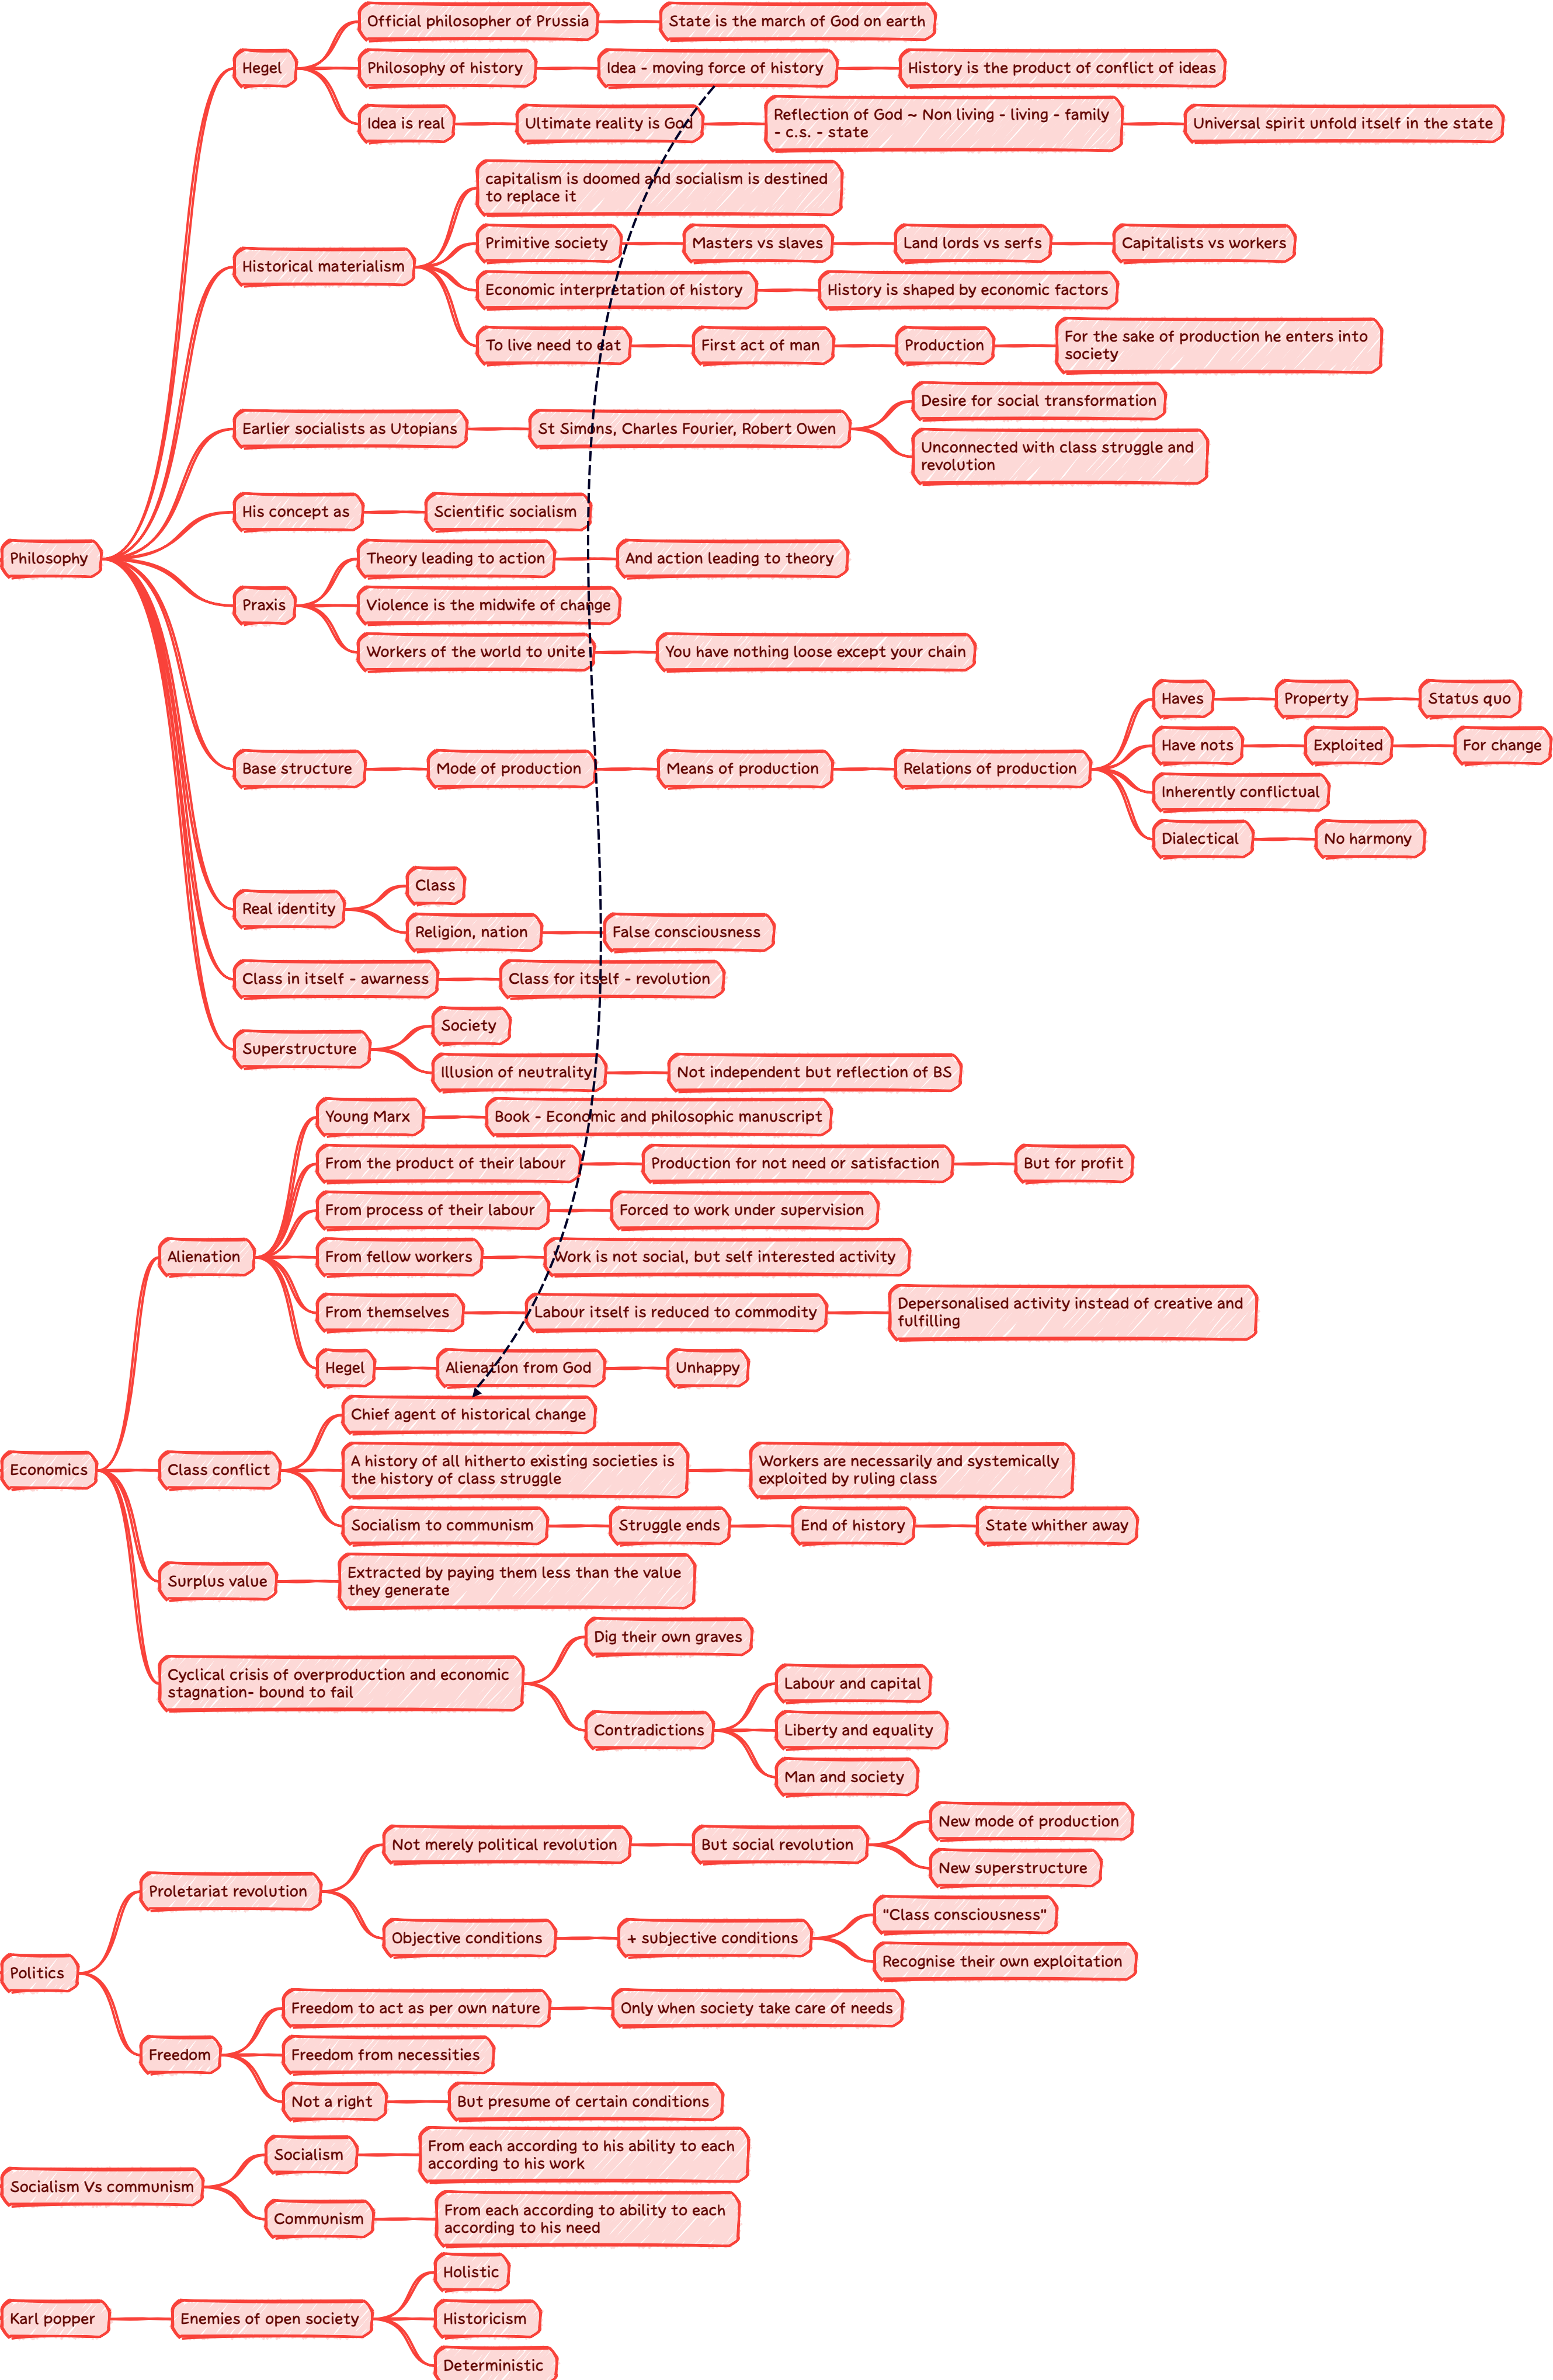 Official philosopher of Prussia
State is the march of God on earth
Hegel
Philosophy of history
Idea - moving force of history
History is the product of conflict of ideas
Idea is real
Ultimate reality is God
Reflection of God ~ Non living - living - family
- c.s. - state
Universal spirit unfold itself in the state
capitalism is doomed and socialism is destined
to replace it
Historical materialism
Primitive society
Masters vs slaves
Land lords vs serfs
Capitalists vs workers
Economic interpretation of history
History is shaped by economic factors
To live need to eat
First act of man
Production
For the sake of production he enters into
society
Earlier socialists as Utopians
St Simons, Charles Fourier, Robert Owen
Desire for social transformation
Unconnected with class struggle and
revolution
His concept as
Scientific socialism
Philosophy
Praxis
Theory leading to action
And action leading to theory
Violence is the midwife of change
Workers of the world to unite
You have nothing loose except your chain
Base structure
Mode of production
Means of production
Relations of production
Haves
Property
Status quo
Have nots
Exploited
For change
Inherently conflictual
Dialectical
No harmony
Real identity
Class
Religion, nation
False consciousness
Class in itself - awarness
Class for itself - revolution
Superstructure
Society
Illusion of neutrality
Not independent but reflection of BS
Young Marx
Book - Economic and philosophic manuscript
From the product of their labour
Production for not need or satisfaction
But for profit
From process of their labour
Forced to work under supervision
Alienation
From fellow workers
Work is not social, but self interested activity
From themselves
Labour itself is reduced to commodity
Depersonalised activity instead of creative and
fulfilling
Hegel
Alienation from God
Unhappy
Economics
Class conflict
Chief agent of historical change
A history of all hitherto existing societies is
the history of class struggle
Workers are necessarily and systemically
exploited by ruling class
Socialism to communism
Struggle ends
End of history
State whither away
Surplus value
Extracted by paying them less than the value
they generate
Cyclical crisis of overproduction and economic
stagnation- bound to fail
Dig their own graves
Contradictions
Labour and capital
Liberty and equality
Man and society
Politics
Proletariat revolution
Not merely political revolution
But social revolution
New mode of production
New superstructure
Objective conditions
+ subjective conditions
"Class consciousness"
Recognise their own exploitation
Freedom
Freedom to act as per own nature
Only when society take care of needs
Freedom from necessities
Not a right
But presume of certain conditions
Socialism Vs communism
Socialism
From each according to his ability to each
according to his work
Communism
From each according to ability to each
according to his need
Karl popper
Enemies of open society
Holistic
Historicism
Deterministic